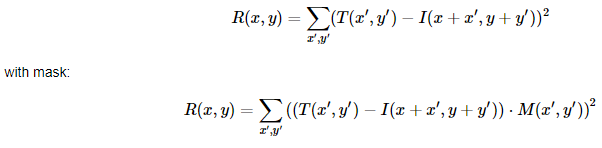 R(x, y) = ∑x′,y′ (T(x′, y′) − I(x + x′, y + y′))²
with mask:
R(x, y) = ∑x′,y′ ((T(x′, y′) − I(x + x′, y + y′)) ⋅ M(x′, y′))²